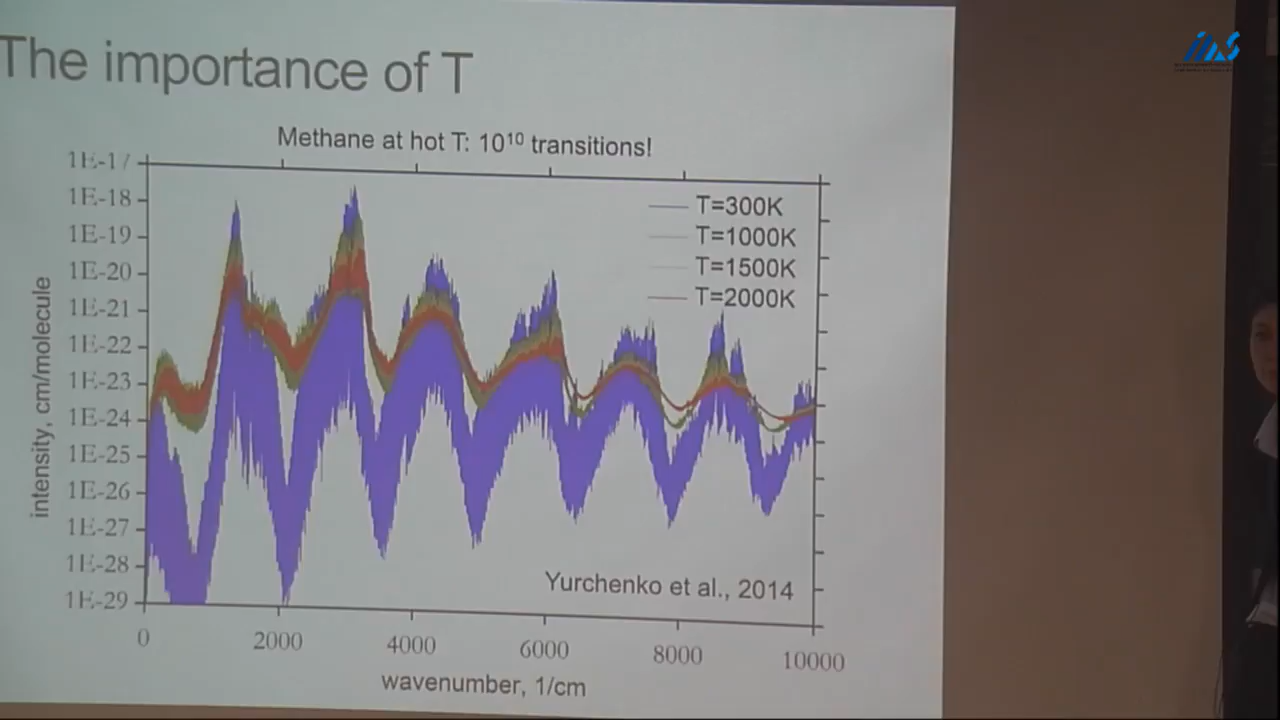 The importance of T
Methane at hot T: 10¹⁰ transitions!
1E-17
1E-18
1E-19
1E-20
1E-21
1E-22
1E-23
1E-24
1E-25
1E-26
1E-27
1E-28
1E-29
intensity, cm/molecule
T=300K
T=1000K
T=1500K
T=2000K
Yurchenko et al., 2014
0 2000 4000 6000 8000 10000
wavenumber, 1/cm